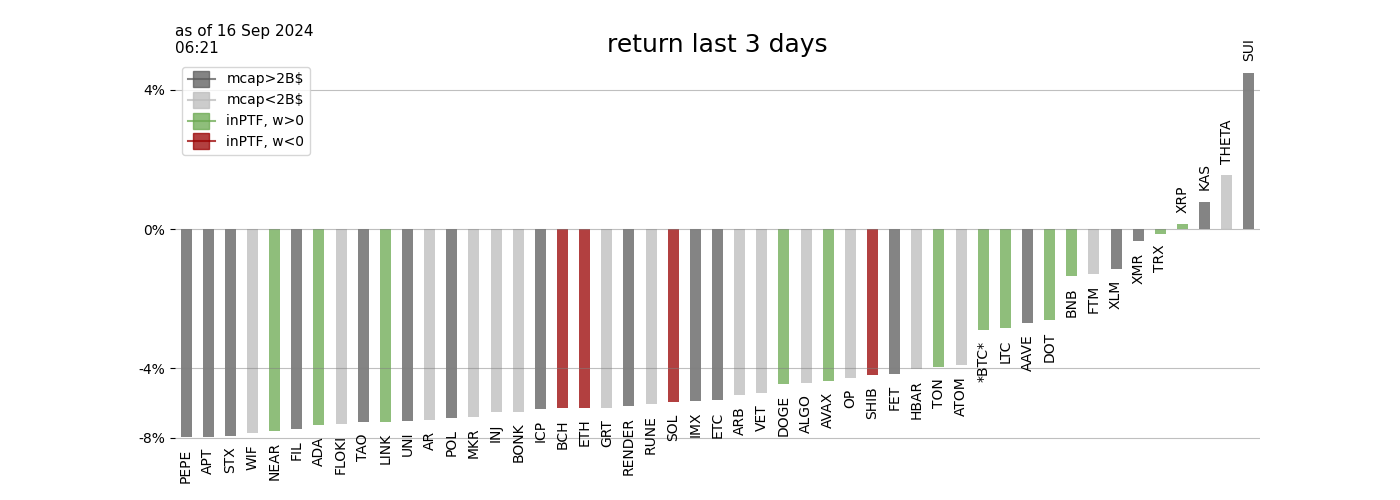 as of 16 Sep 2024
06:21
return last 3 days
mcap>2B$
mcap<2B$
inPTF, w>0
inPTF, w<0
4%
0%
-4%
-8%
PEPE
APT
STX
WIF
NEAR
FIL
ADA
FLOKI
TAO
LINK
UNI
AR
POL
MKR
INJ
BONK
ICP
BCH
ETH
GRT
RENDER
RUNE
SOL
IMX
ETC
ARB
VET
DOGE
ALGO
AVAX
OP
SHIB
FET
HBAR
TON
ATOM
*BTC*
LTC
AAVE
DOT
BNB
FTM
XLM
XMR
TRX
XRP
KAS
THETA
SUI